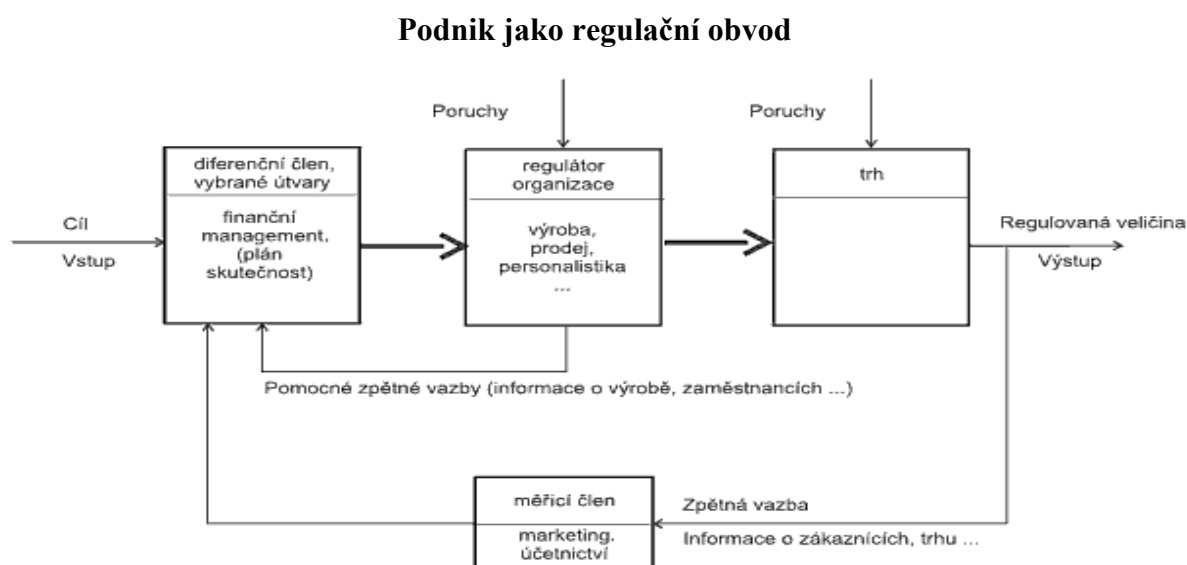 Podnik jako regulační obvod
Poruchy
Poruchy
diferenční člen,
vybrané útvary
finanční
management,
(plán
skutečnost)
regulátor
organizace
výroba,
prodej,
personalistika
...
trh
Cíl
Vstup
Regulovaná veličina
Výstup
Pomocné zpětné vazby (informace o výrobě, zaměstnancích ...)
měřicí člen
marketing,
účetnictví
Zpětná vazba
Informace o zákaznících, trhu ...